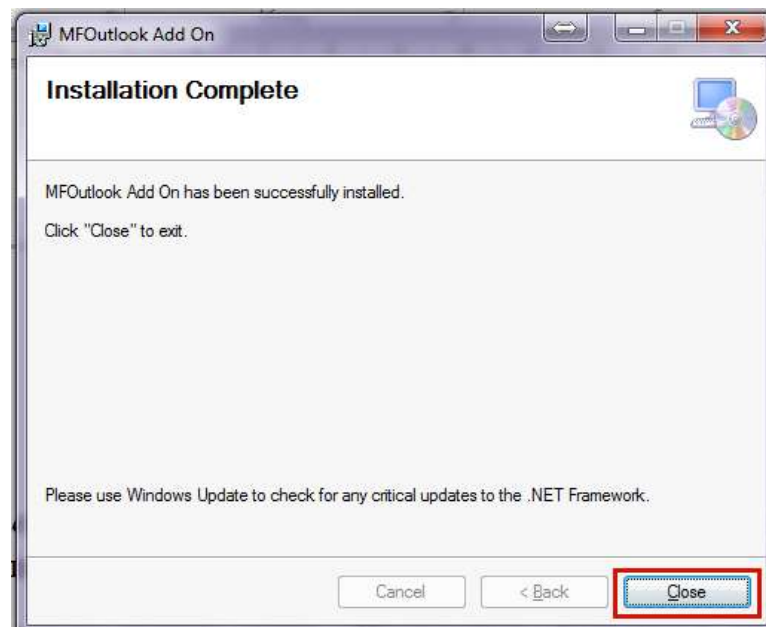 MFOutlook Add On
Installation Complete
MFOutlook Add On has been successfully installed.
Click "Close" to exit.
Please use Windows Update to check for any critical updates to the .NET Framework.
Cancel
< Back
Close